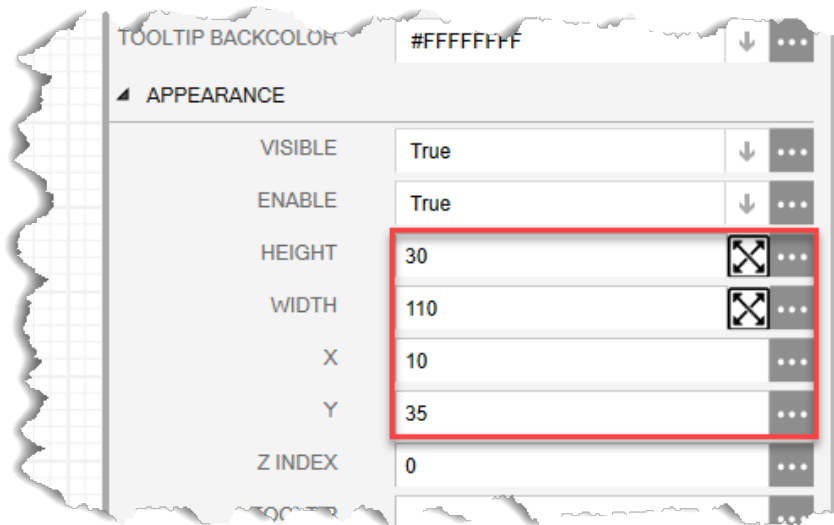 TOOLTIP BACKCOLOR #FFFFFFFF
APPEARANCE
VISIBLE True
ENABLE True
HEIGHT 30
WIDTH 110
X 10
Y 35
Z INDEX 0